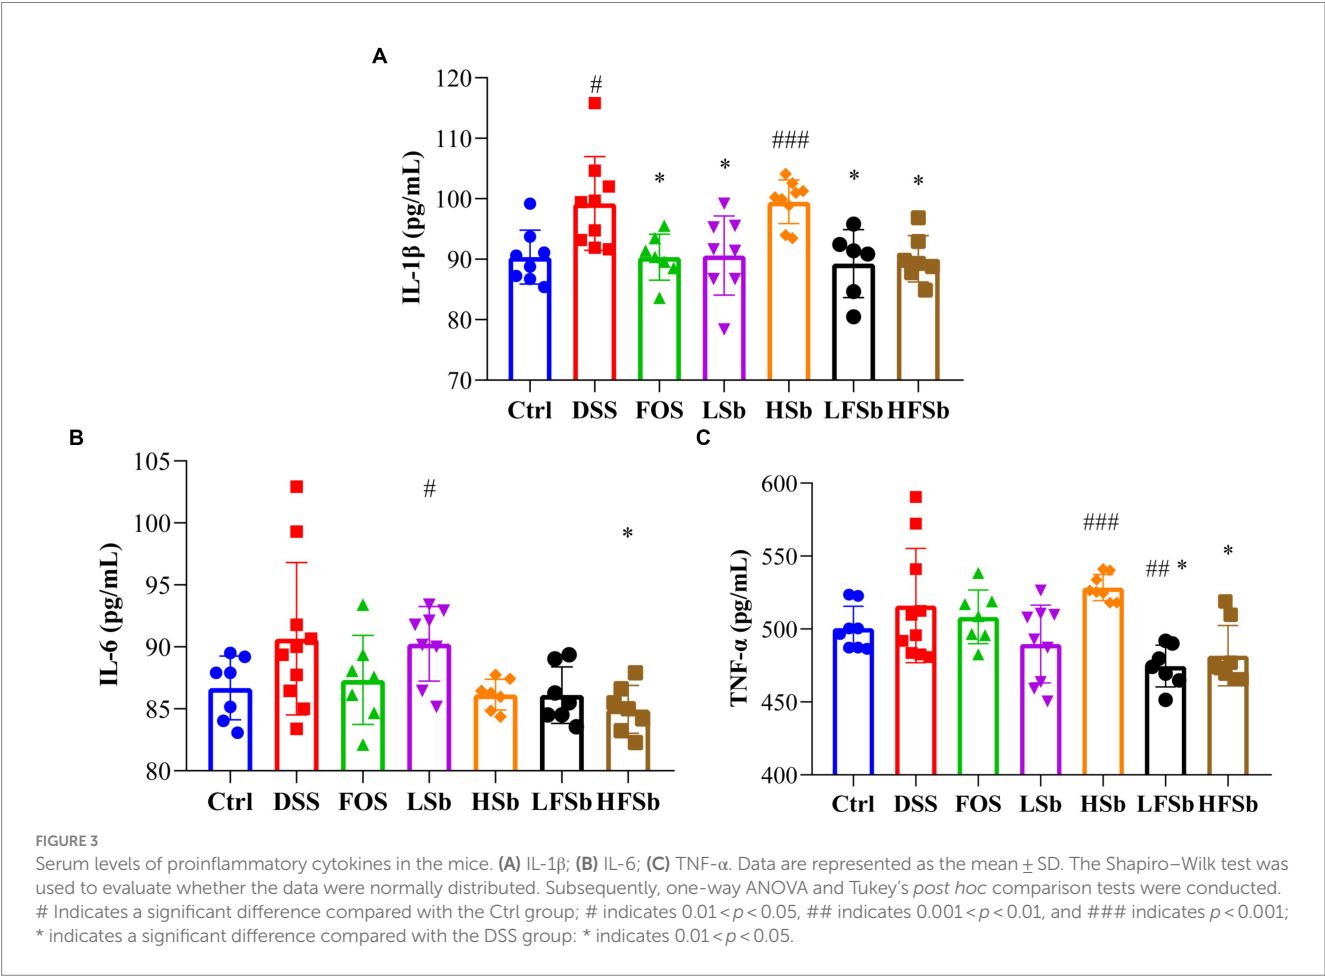 A
IL-1β (pg/mL)
120
110
100
90
80
70
#
*
*
###
*
*
Ctrl DSS FOS LSb HSb LFSb HFSb
B
IL-6 (pg/mL)
105
100
95
90
85
80
#
*
Ctrl DSS FOS LSb HSb LFSb HFSb
C
TNF-α (pg/mL)
600
550
500
450
400
###
## *
*
Ctrl DSS FOS LSb HSb LFSb HFSb
FIGURE 3
Serum levels of proinflammatory cytokines in the mice. (A) IL-1β; (B) IL-6; (C) TNF-α. Data are represented as the mean ± SD. The Shapiro–Wilk test was
used to evaluate whether the data were normally distributed. Subsequently, one-way ANOVA and Tukey's post hoc comparison tests were conducted.
# Indicates a significant difference compared with the Ctrl group; # indicates 0.01 < p < 0.05, ## indicates 0.001 < p < 0.01, and ### indicates p < 0.001;
* indicates a significant difference compared with the DSS group: * indicates 0.01 < p < 0.05.